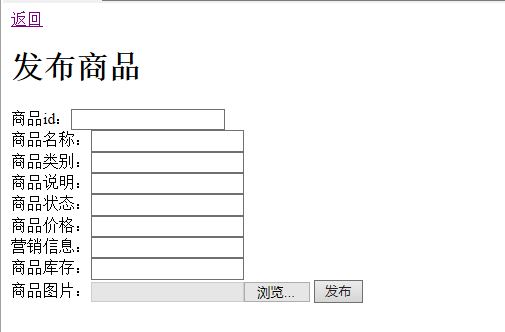 返回
发布商品
商品id：
商品名称：
商品类别：
商品说明：
商品状态：
商品价格：
营销信息：
商品库存：
商品图片： 浏览... 发布